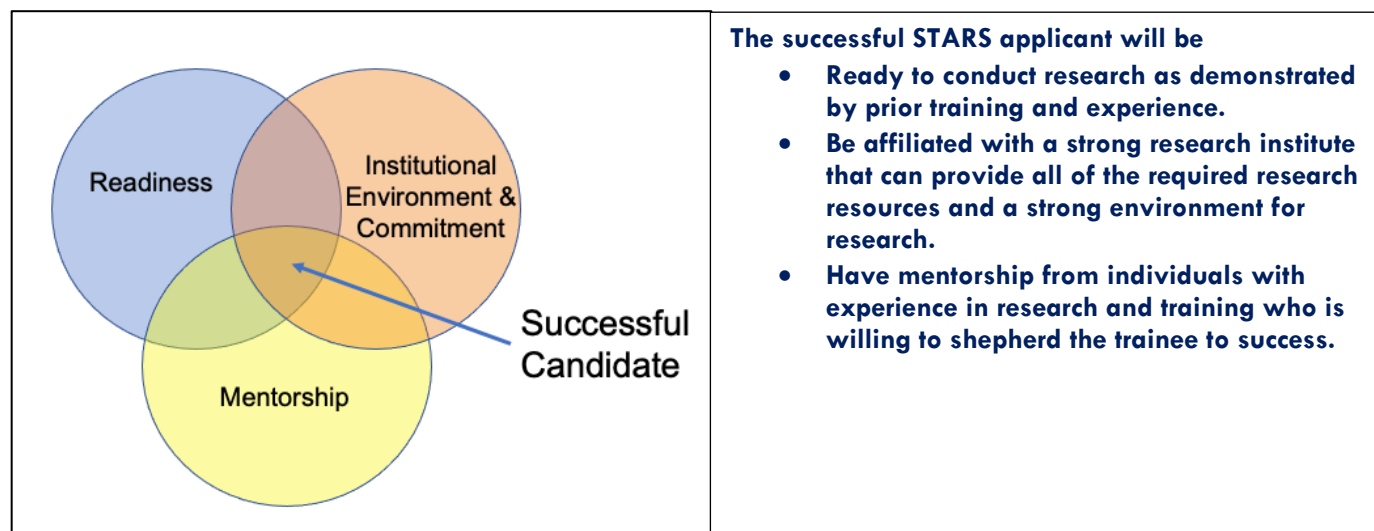 Readiness
Institutional
Environment &
Commitment
Successful
Candidate
Mentorship
The successful STARS applicant will be
• Ready to conduct research as demonstrated
by prior training and experience.
• Be affiliated with a strong research institute
that can provide all of the required research
resources and a strong environment for
research.
• Have mentorship from individuals with
experience in research and training who is
willing to shepherd the trainee to success.